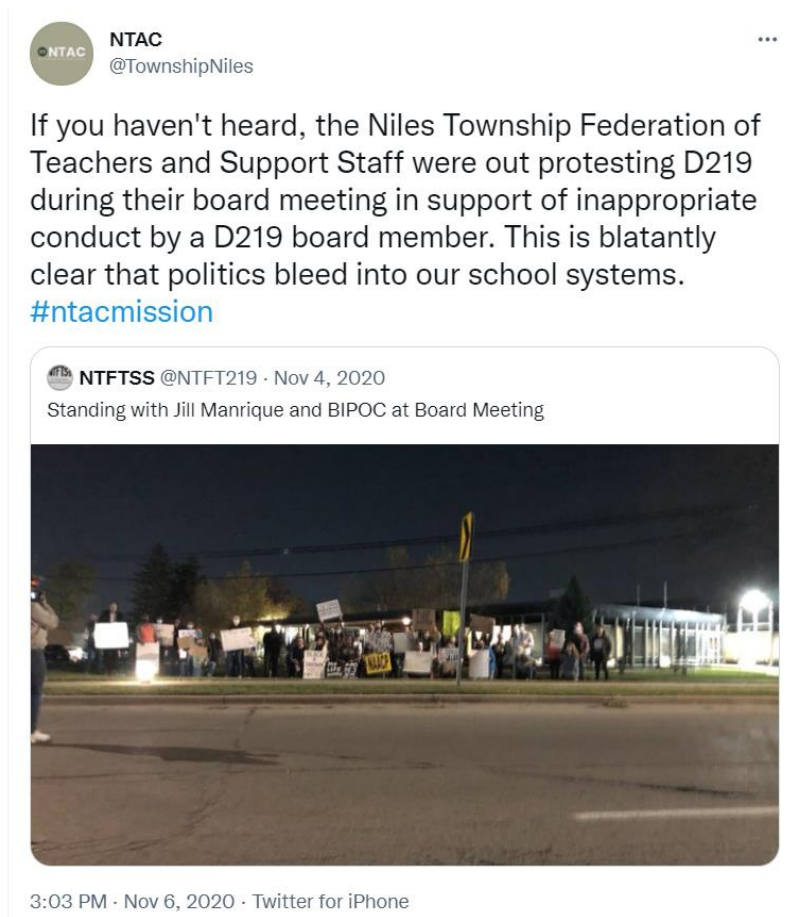 NTAC
NTAC
@TownshipNiles
If you haven't heard, the Niles Township Federation of
Teachers and Support Staff were out protesting D219
during their board meeting in support of inappropriate
conduct by a D219 board member. This is blatantly
clear that politics bleed into our school systems.
#ntacmission
NTFTSS @NTFT219 · Nov 4, 2020
Standing with Jill Manrique and BIPOC at Board Meeting
NAACP
3:03 PM · Nov 6, 2020 · Twitter for iPhone